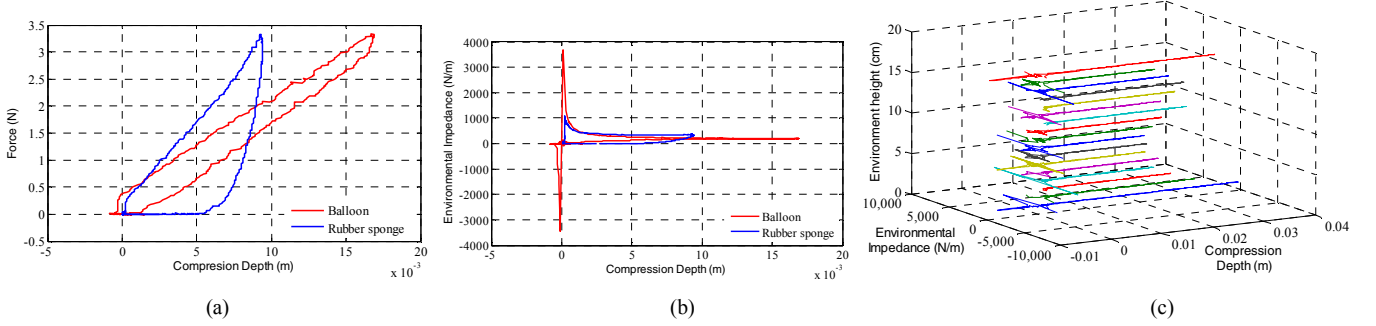 3.5
3
2.5
2
1.5
1
0.5
0
-0.5
Force (N)
0
5
10
15
20
x 10⁻³
Compresion Depth (m)
Balloon
Rubber sponge
(a)
4000
3000
2000
1000
0
-1000
-2000
-3000
-4000
Environmental Impedance (N/m)
-5
0
5
10
15
20
x 10⁻³
Compression Depth (m)
Balloon
Rubber sponge
(b)
20
15
10
5
0
Environment height (cm)
10,000
5,000
0
-5,000
-10,000
Environmental
Impedance (N/m)
-0.01
0
0.01
0.02
0.03
0.04
Compression
Depth (m)
(c)